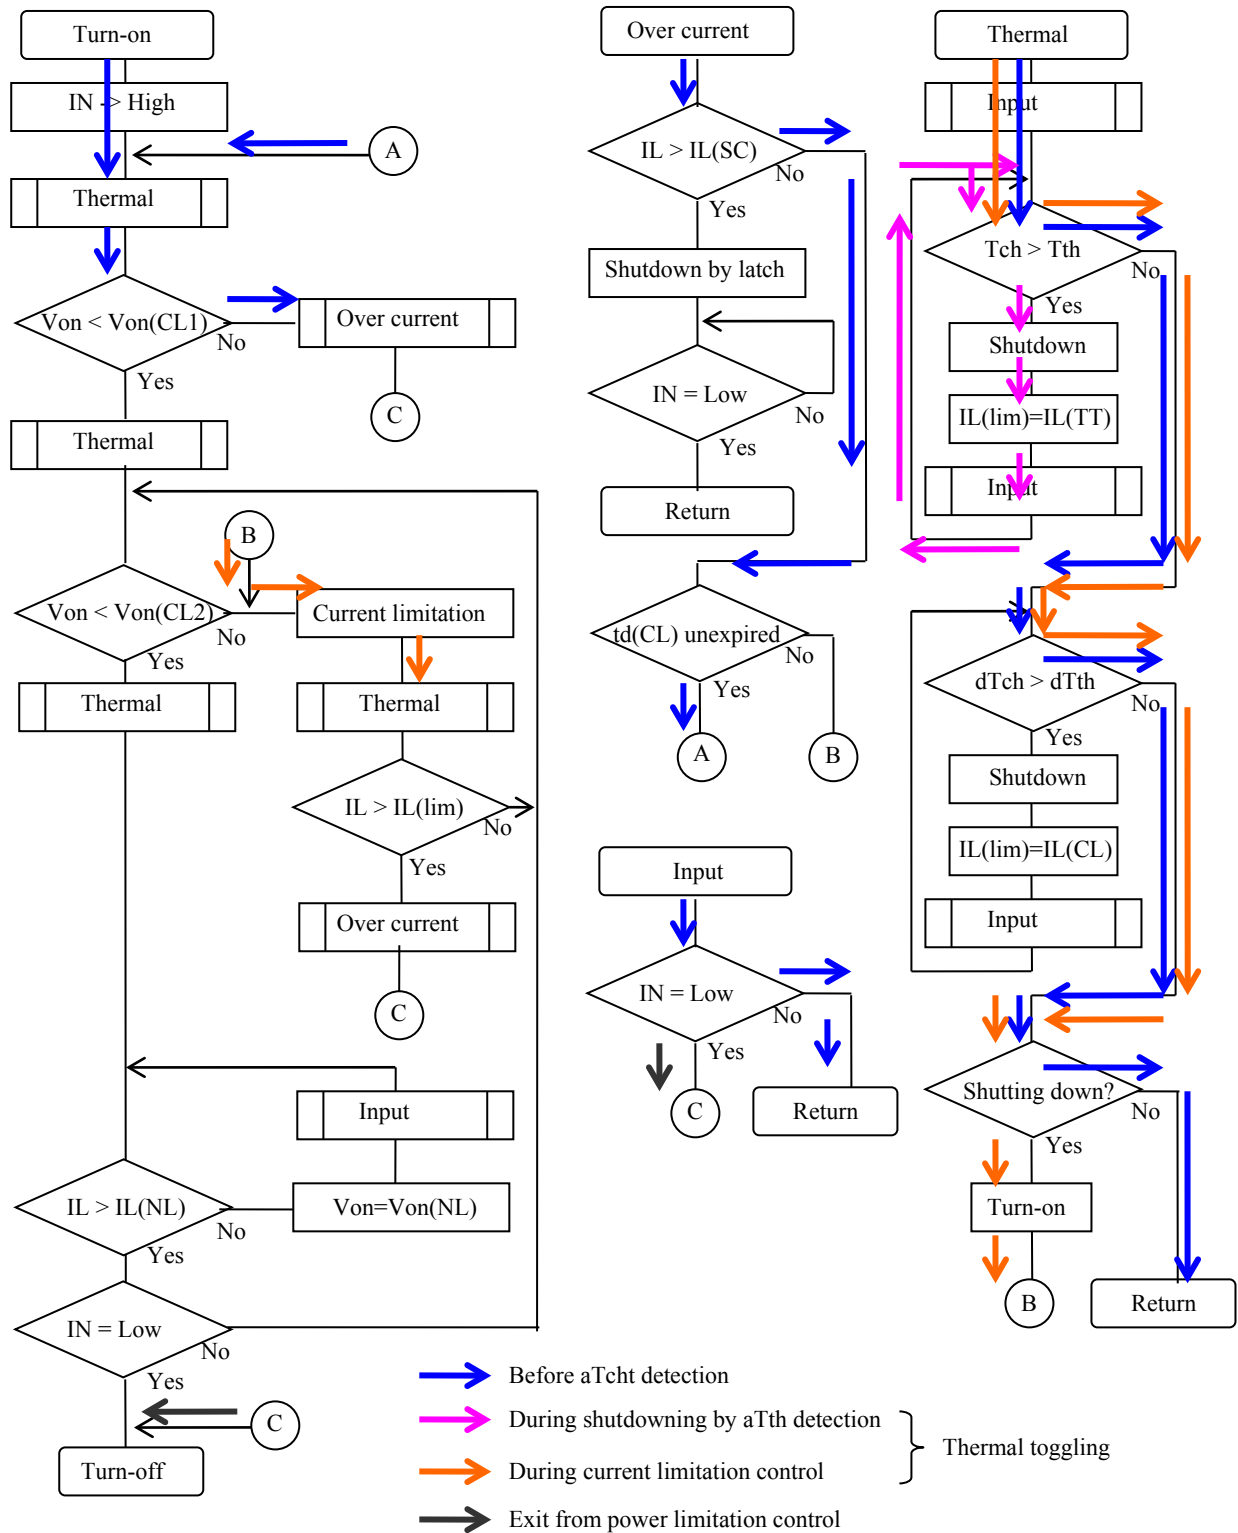 Turn-on
IN -> High
A
Thermal
Von < Von(CL1)
No
Over current
Yes
C
Thermal
B
Von < Von(CL2)
No
Current limitation
Yes
Thermal
Thermal
IL > IL(lim)
No
Yes
Over current
C
Input
IL > IL(NL)
No
Von=Von(NL)
Yes
IN = Low
No
Yes
C
Turn-off
Over current
IL > IL(SC)
No
Yes
Shutdown by latch
IN = Low
No
Yes
Return
td(CL) unexpired
No
Yes
A
B
Input
IN = Low
No
Yes
C
Return
Thermal
Input
Tch > Tth
No
Yes
Shutdown
IL(lim)=IL(TT)
Input
dTch > dTth
No
Yes
Shutdown
IL(lim)=IL(CL)
Input
Shutting down?
No
Yes
Turn-on
B
Return
Before aTcht detection
During shutdowning by aTth detection
Thermal toggling
During current limitation control
Exit from power limitation control